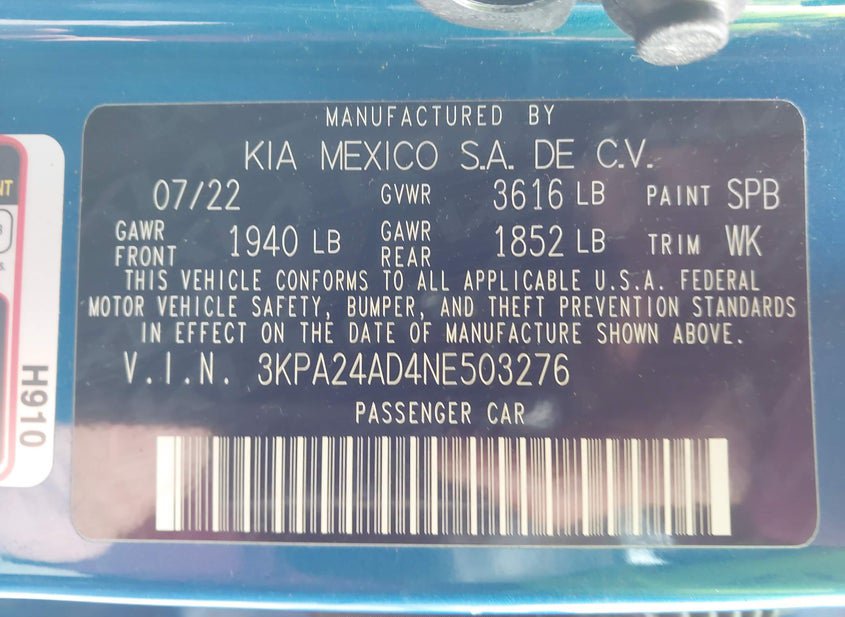 MANUFACTURED BY
KIA MEXICO S.A. DE C.V.
07/22 GVWR 3616 LB PAINT SPB
GAWR FRONT 1940 LB GAWR REAR 1852 LB TRIM WK
THIS VEHICLE CONFORMS TO ALL APPLICABLE U.S.A. FEDERAL
MOTOR VEHICLE SAFETY, BUMPER, AND THEFT PREVENTION STANDARDS
IN EFFECT ON THE DATE OF MANUFACTURE SHOWN ABOVE.
V.I.N. 3KPA24AD4NE503276
PASSENGER CAR
H910